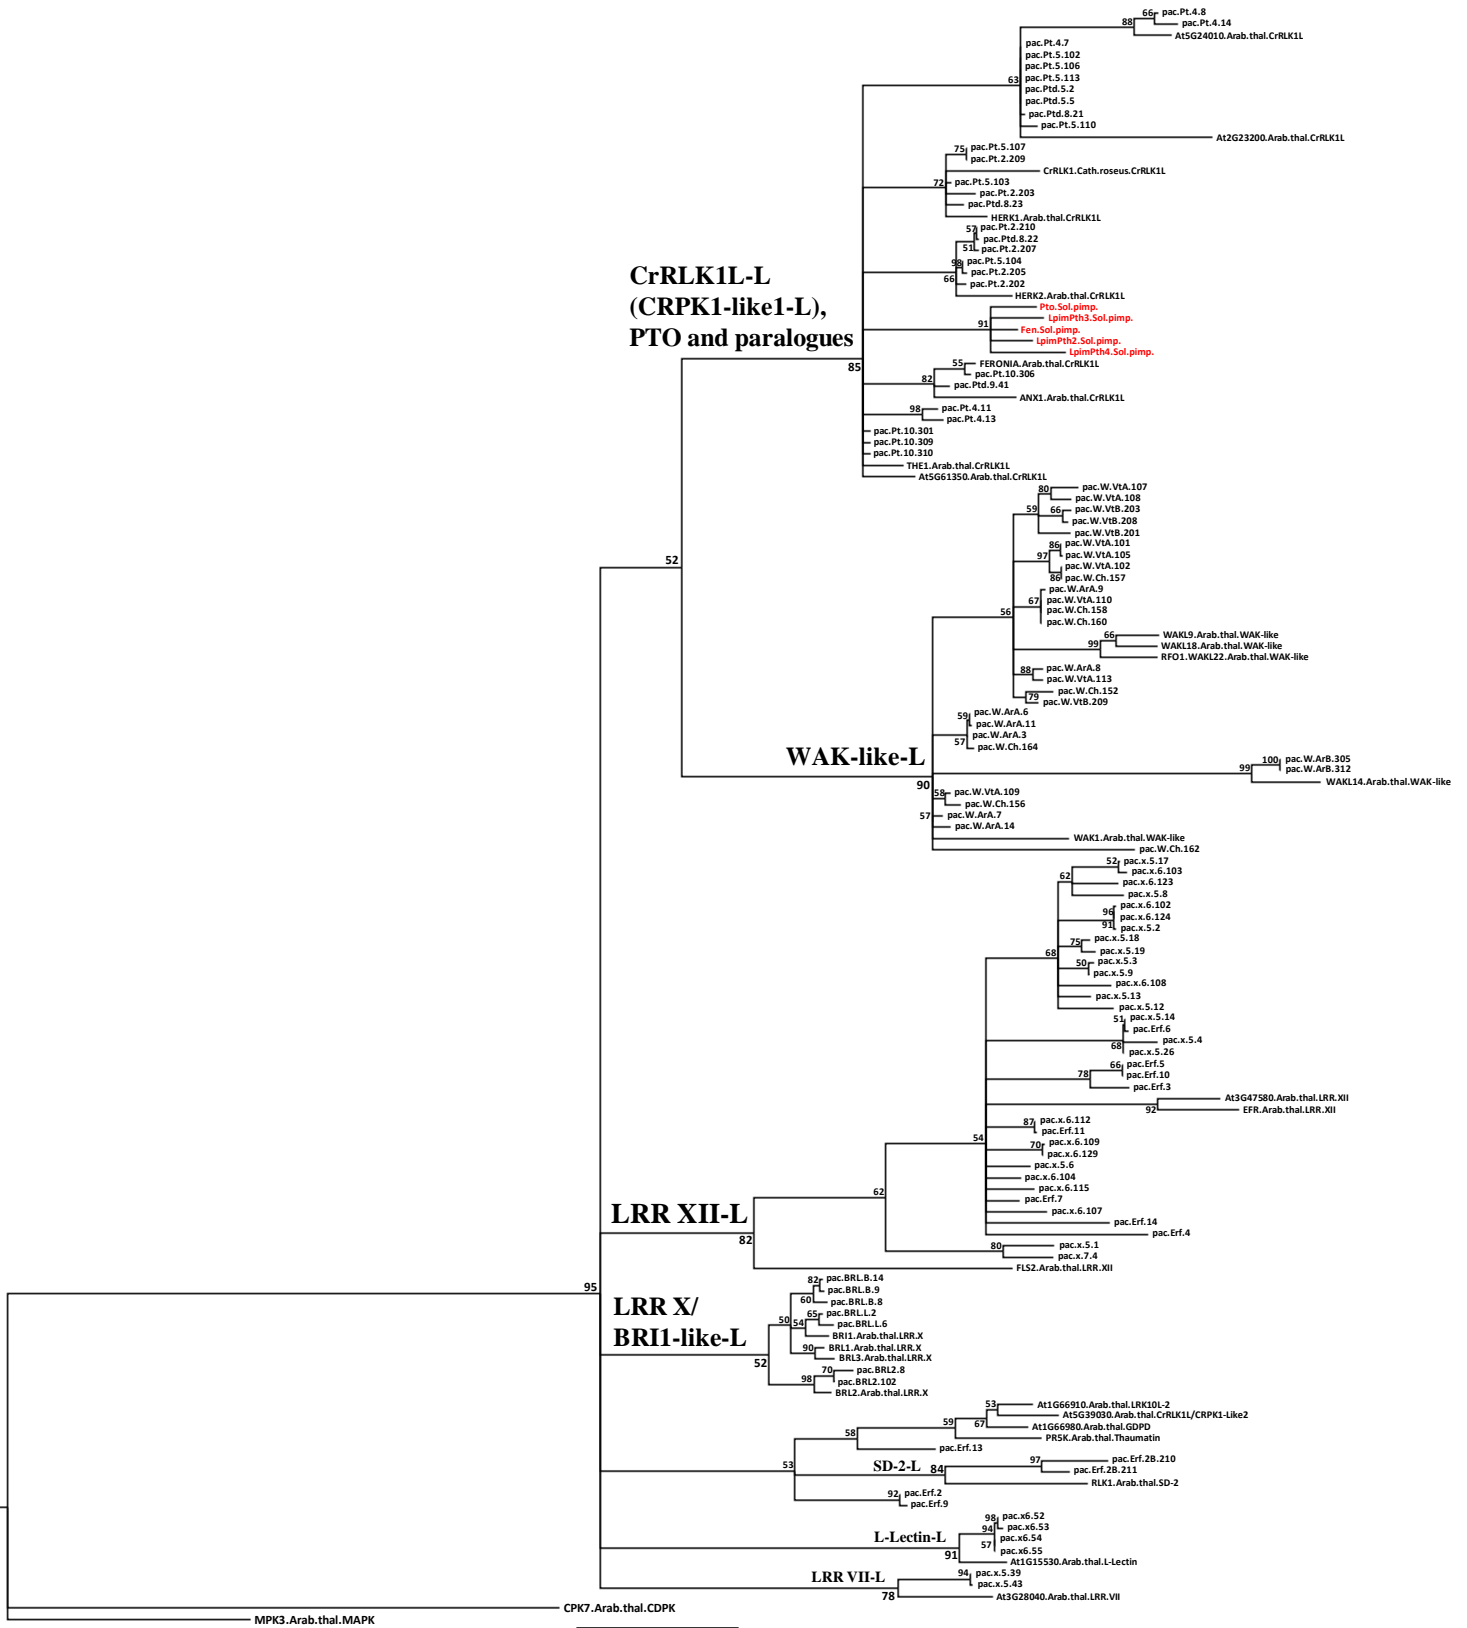 66
pac.Pt.4.8
88
pac.Pt.4.14
At5G24010.Arab.thal.CrRLK1L
pac.Pt.4.7
pac.Pt.5.102
pac.Pt.5.106
63
pac.Pt.5.113
pac.Ptd.5.2
pac.Ptd.5.5
pac.Ptd.8.21
pac.Pt.5.110
At2G23200.Arab.thal.CrRLK1L
75
pac.Pt.5.107
pac.Pt.2.209
CrRLK1.Cath.roseus.CrRLK1L
72
pac.Pt.5.103
pac.Pt.2.203
pac.Ptd.8.23
HERK1.Arab.thal.CrRLK1L
57
pac.Pt.2.210
pac.Ptd.8.22
51
pac.Pt.2.207
98
pac.Pt.5.104
pac.Pt.2.205
66
pac.Pt.2.202
HERK2.Arab.thal.CrRLK1L
CrRLK1L-L
(CRPK1-like1-L),
PTO and paralogues
85
Pto.Sol.pimp.
LpimPth3.Sol.pimp.
91
Fen.Sol.pimp.
LpimPth2.Sol.pimp.
LpimPth4.Sol.pimp.
55
FERONIA.Arab.thal.CrRLK1L
pac.Pt.10.306
82
pac.Ptd.9.41
ANX1.Arab.thal.CrRLK1L
98
pac.Pt.4.11
pac.Pt.4.13
pac.Pt.10.301
pac.Pt.10.309
pac.Pt.10.310
THE1.Arab.thal.CrRLK1L
At5G61350.Arab.thal.CrRLK1L
52
80
pac.W.VtA.107
pac.W.VtA.108
59
66
pac.W.VtB.203
pac.W.VtB.208
pac.W.VtB.201
86
pac.W.VtA.101
97
pac.W.VtA.105
pac.W.VtA.102
86
pac.W.Ch.157
pac.W.ArA.9
67
pac.W.VtA.110
56
pac.W.Ch.158
pac.W.Ch.160
66
WAKL9.Arab.thal.WAK-like
99
WAKL18.Arab.thal.WAK-like
RFO1.WAKL22.Arab.thal.WAK-like
88
pac.W.ArA.8
pac.W.VtA.113
pac.W.Ch.152
79
pac.W.VtB.209
59
pac.W.ArA.6
pac.W.ArA.11
pac.W.ArA.3
57
pac.W.Ch.164
WAK-like-L
90
100
pac.W.ArB.305
99
pac.W.ArB.312
WAKL14.Arab.thal.WAK-like
58
pac.W.VtA.109
pac.W.Ch.156
57
pac.W.ArA.7
pac.W.ArA.14
WAK1.Arab.thal.WAK-like
pac.W.Ch.162
52
pac.x.5.17
pac.x.6.103
62
pac.x.6.123
pac.x.5.8
pac.x.6.102
96
pac.x.6.124
91
pac.x.5.2
75
pac.x.5.18
pac.x.5.19
68
50
pac.x.5.3
pac.x.5.9
pac.x.6.108
pac.x.5.13
pac.x.5.12
51
pac.x.5.14
pac.Erf.6
pac.x.5.4
68
pac.x.5.26
66
pac.Erf.5
78
pac.Erf.10
pac.Erf.3
At3G47580.Arab.thal.LRR.XII
92
EFR.Arab.thal.LRR.XII
87
pac.x.6.112
pac.Erf.11
54
70
pac.x.6.109
pac.x.6.129
pac.x.5.6
pac.x.6.104
pac.x.6.115
pac.Erf.7
pac.x.6.107
pac.Erf.14
pac.Erf.4
62
LRR XII-L
82
80
pac.x.5.1
pac.x.7.4
FLS2.Arab.thal.LRR.XII
95
LRR X/
BRI1-like-L
82
pac.BRL.B.14
pac.BRL.B.9
60
pac.BRL.B.8
50
65
pac.BRL.L.2
54
pac.BRL.L.6
BRI1.Arab.thal.LRR.X
90
BRL1.Arab.thal.LRR.X
BRL3.Arab.thal.LRR.X
52
70
pac.BRL2.8
98
pac.BRL2.102
BRL2.Arab.thal.LRR.X
53
At1G66910.Arab.thal.LRK10L-2
At5G39030.Arab.thal.CrRLK1L/CRPK1-Like2
59
67
At1G66980.Arab.thal.GDPD
58
PR5K.Arab.thal.Thaumatin
pac.Erf.13
53
SD-2-L
84
97
pac.Erf.2B.210
pac.Erf.2B.211
RLK1.Arab.thal.SD-2
92
pac.Erf.2
pac.Erf.9
L-Lectin-L
91
98
pac.x6.52
94
pac.x6.53
pac.x6.54
57
pac.x6.55
At1G15530.Arab.thal.L-Lectin
LRR VII-L
78
94
pac.x.5.39
pac.x.5.43
At3G28040.Arab.thal.LRR.VII
CPK7.Arab.thal.CDPK
MPK3.Arab.thal.MAPK